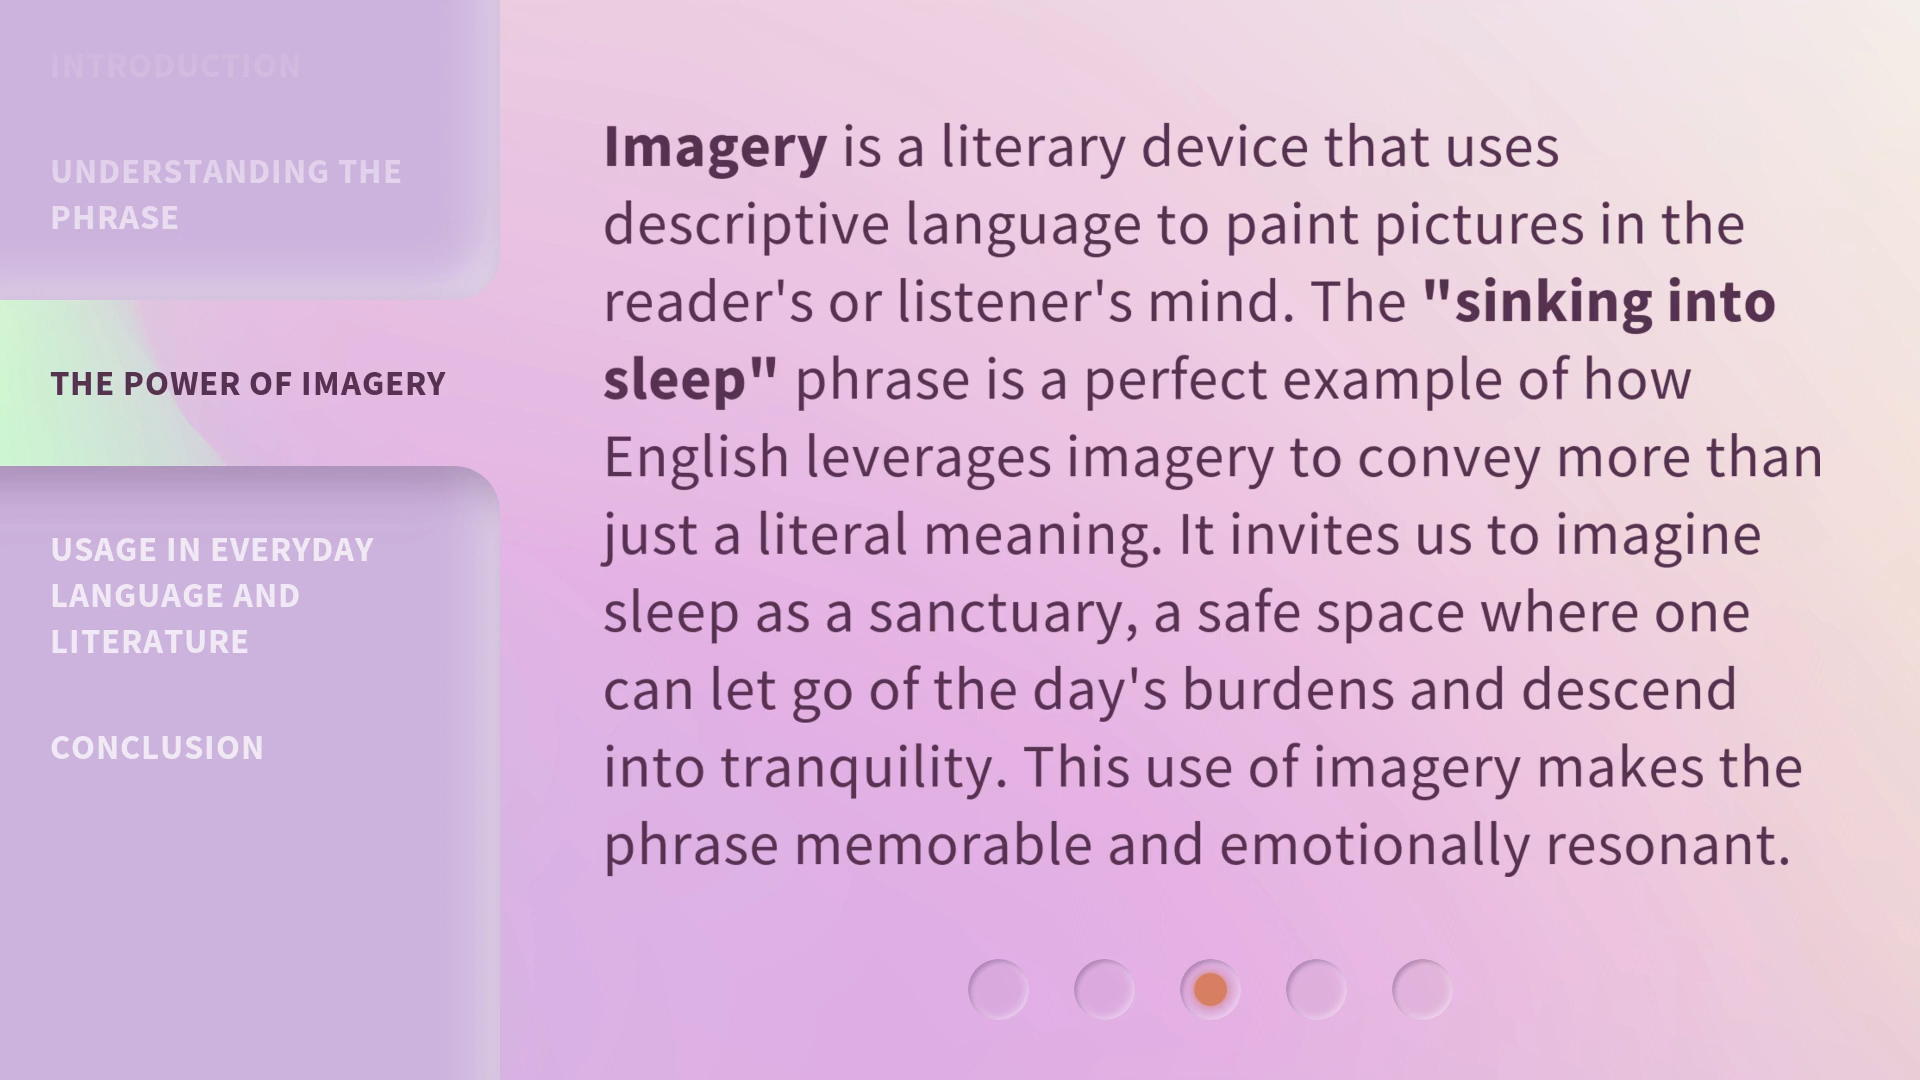 INTRODUCTION
UNDERSTANDING THE
PHRASE
THE POWER OF IMAGERY
USAGE IN EVERYDAY
LANGUAGE AND
LITERATURE
CONCLUSION
Imagery is a literary device that uses
descriptive language to paint pictures in the
reader's or listener's mind. The "sinking into
sleep" phrase is a perfect example of how
English leverages imagery to convey more than
just a literal meaning. It invites us to imagine
sleep as a sanctuary, a safe space where one
can let go of the day's burdens and descend
into tranquility. This use of imagery makes the
phrase memorable and emotionally resonant.